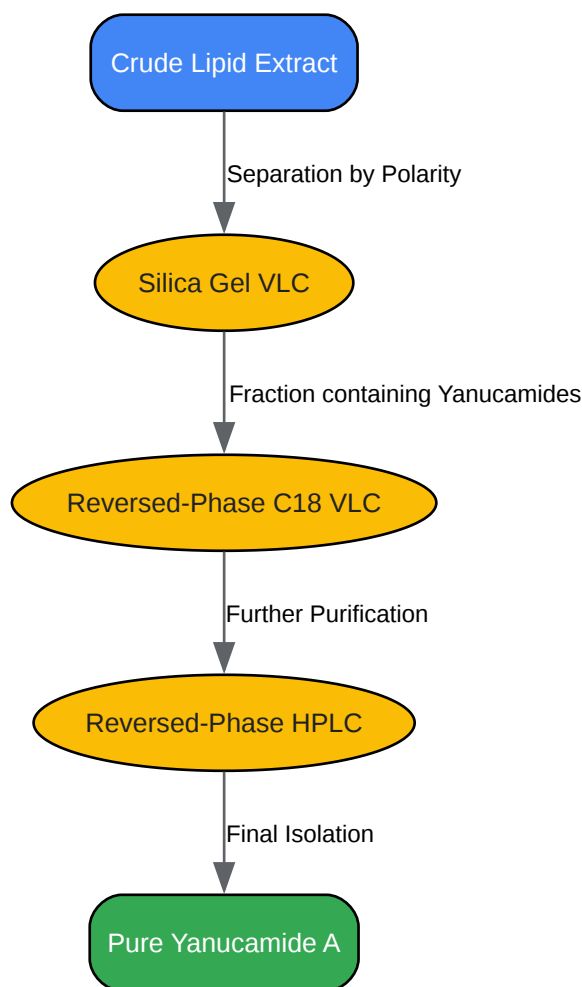 Crude Lipid Extract
Separation by Polarity
Silica Gel VLC
Fraction containing Yanucamides
Reversed-Phase C18 VLC
Further Purification
Reversed-Phase HPLC
Final Isolation
Pure Yanucamide A